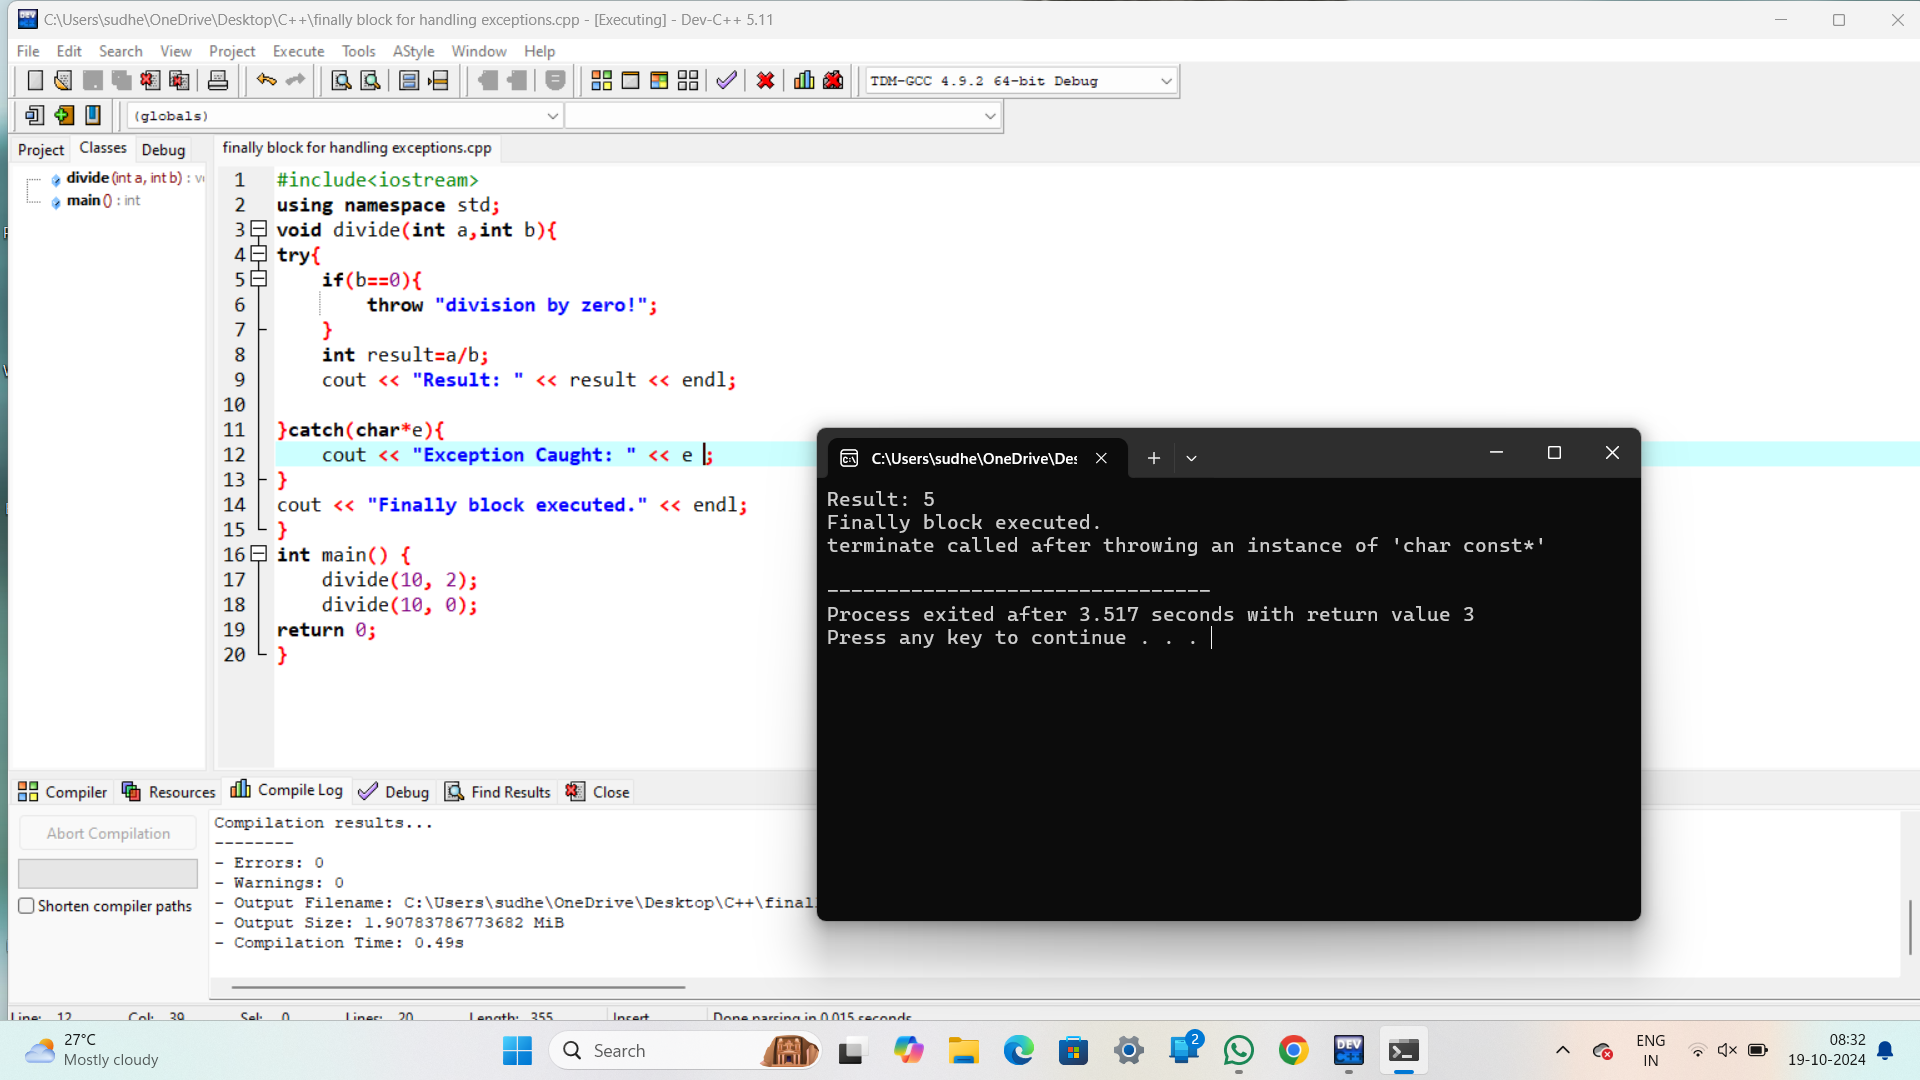 C:\Users\sudhe\OneDrive\Desktop\C++\finally block for handling exceptions.cpp - [Executing] - Dev-C++ 5.11
File Edit Search View Project Execute Tools AStyle Window Help
TDM-GCC 4.9.2 64-bit Debug
(globals)
Project Classes Debug
finally block for handling exceptions.cpp
divide (int a, int b) :
main () : int
1 #include<iostream>
2 using namespace std;
3 void divide(int a,int b){
4 try{
5 if(b==0){
6 throw "division by zero!";
7 }
8 int result=a/b;
9 cout << "Result: " << result << endl;
10
11 }catch(char*e){
12 cout << "Exception Caught: " << e ;
13 }
14 cout << "Finally block executed." << endl;
15 }
16 int main() {
17 divide(10, 2);
18 divide(10, 0);
19 return 0;
20 }
C:\Users\sudhe\OneDrive\Des
Result: 5
Finally block executed.
terminate called after throwing an instance of 'char const*'
--------------------------------
Process exited after 3.517 seconds with return value 3
Press any key to continue . . .
Compiler Resources Compile Log Debug Find Results Close
Abort Compilation
Shorten compiler paths
Compilation results...
--------
- Errors: 0
- Warnings: 0
- Output Filename: C:\Users\sudhe\OneDrive\Desktop\C++\final
- Output Size: 1.90783786773682 MiB
- Compilation Time: 0.49s
Line: 12 Col: 39 Sel: 0 Lines: 20 Length: 355 Insert Done parsing in 0.015 seconds
27°C
Mostly cloudy
Search
DEV
2
ENG
IN
08:32
19-10-2024